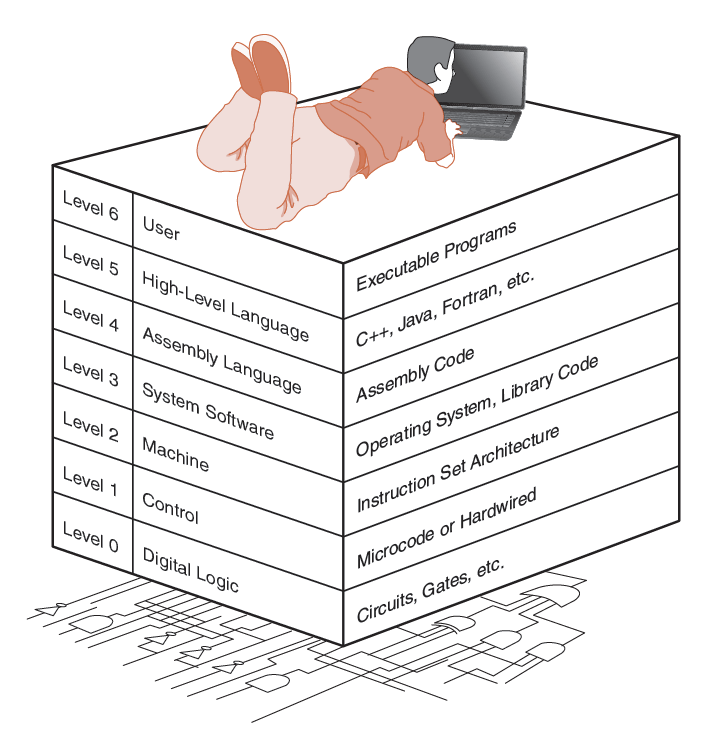 Level 6 User Executable Programs
Level 5 High-Level Language C++, Java, Fortran, etc.
Level 4 Assembly Language Assembly Code
Level 3 System Software Operating System, Library Code
Level 2 Machine Instruction Set Architecture
Level 1 Control Microcode or Hardwired
Level 0 Digital Logic Circuits, Gates, etc.